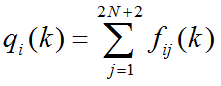 $q_i(k) = \sum_{j=1}^{2N+2} f_{ij}(k)$